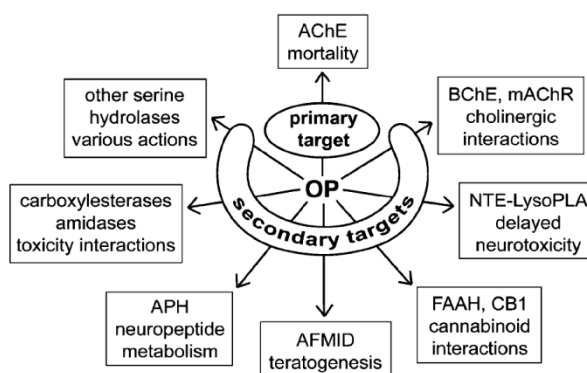 AChE
mortality
other serine
hydrolases
various actions
primary
target
BChE, mAChR
cholinergic
interactions
OP
carboxylesterases
amidases
toxicity interactions
secondary targets
NTE-LysoPLA
delayed
neurotoxicity
APH
neuropeptide
metabolism
AFMID
teratogenesis
FAAH, CB1
cannabinoid
interactions